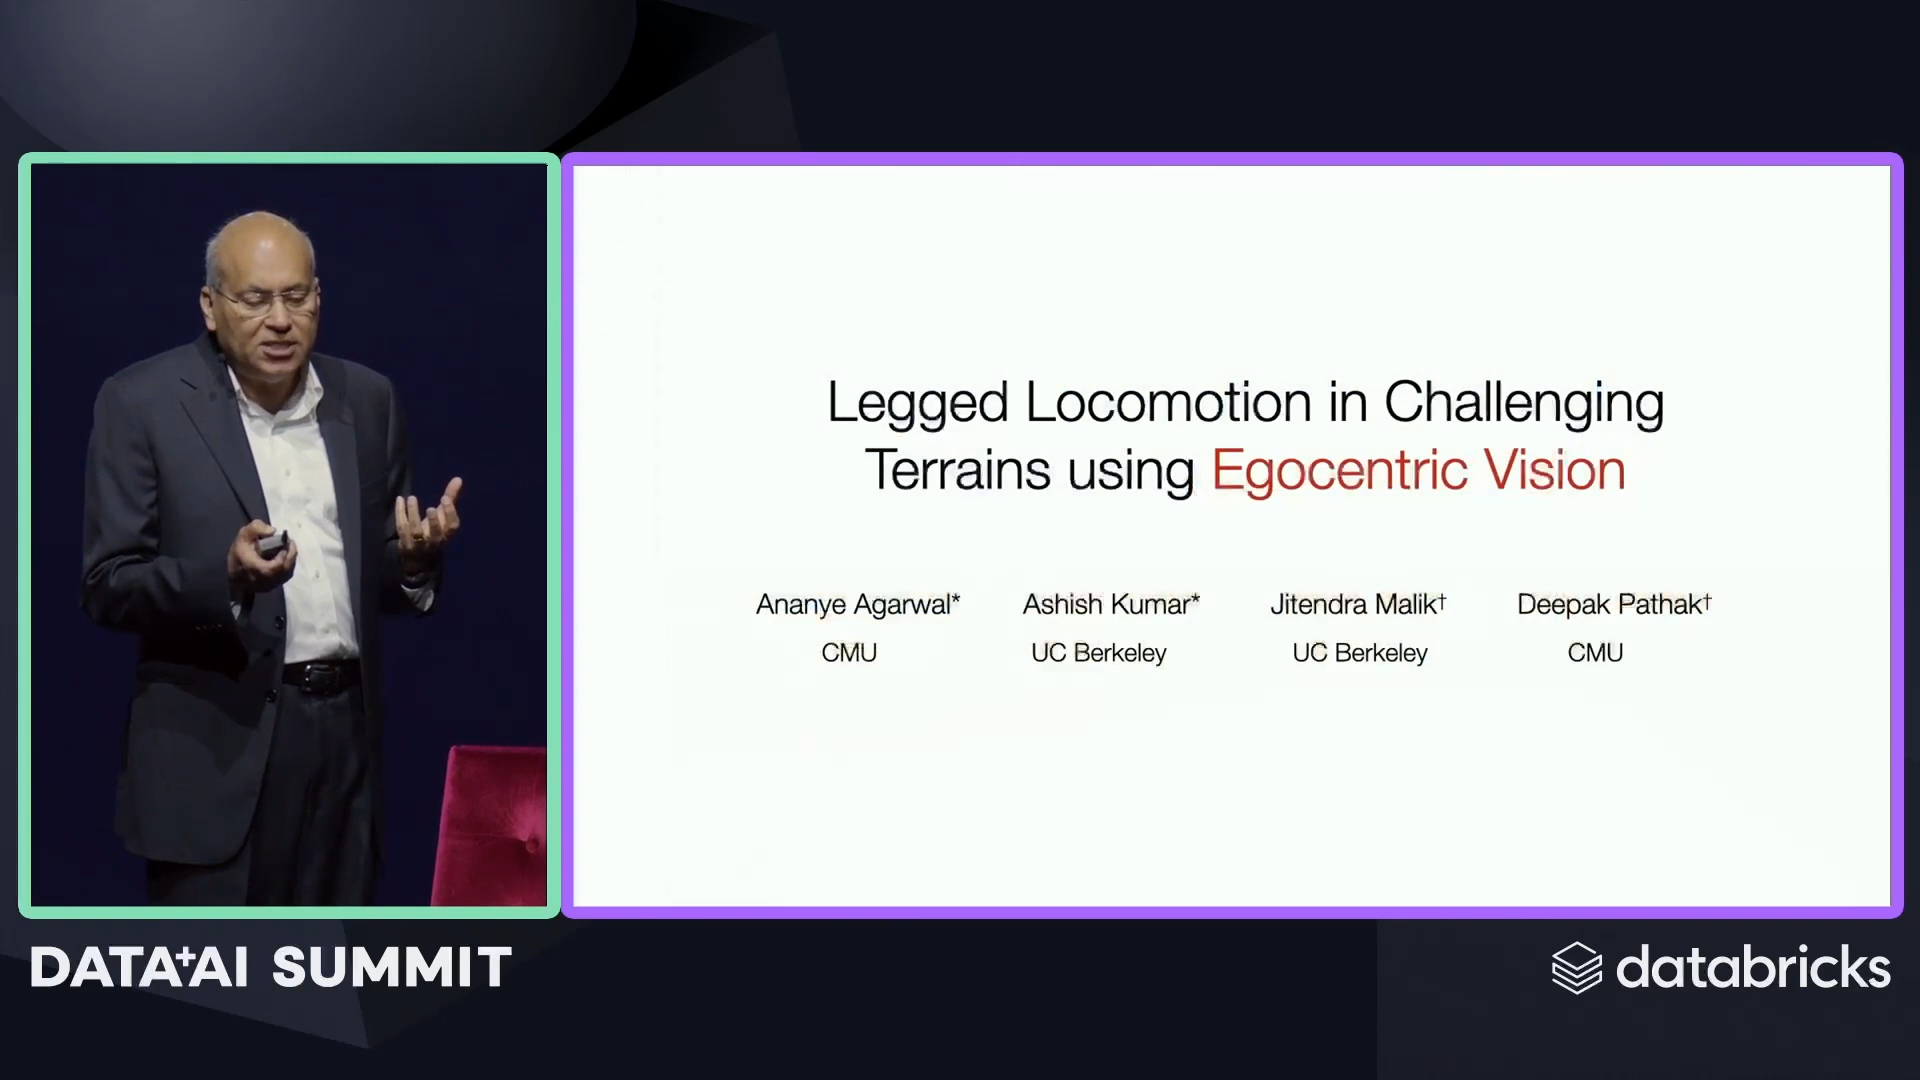 Legged Locomotion in Challenging
Terrains using Egocentric Vision
Ananye Agarwal* Ashish Kumar* Jitendra Malik† Deepak Pathak†
CMU UC Berkeley UC Berkeley CMU
DATA+AI SUMMIT
databricks